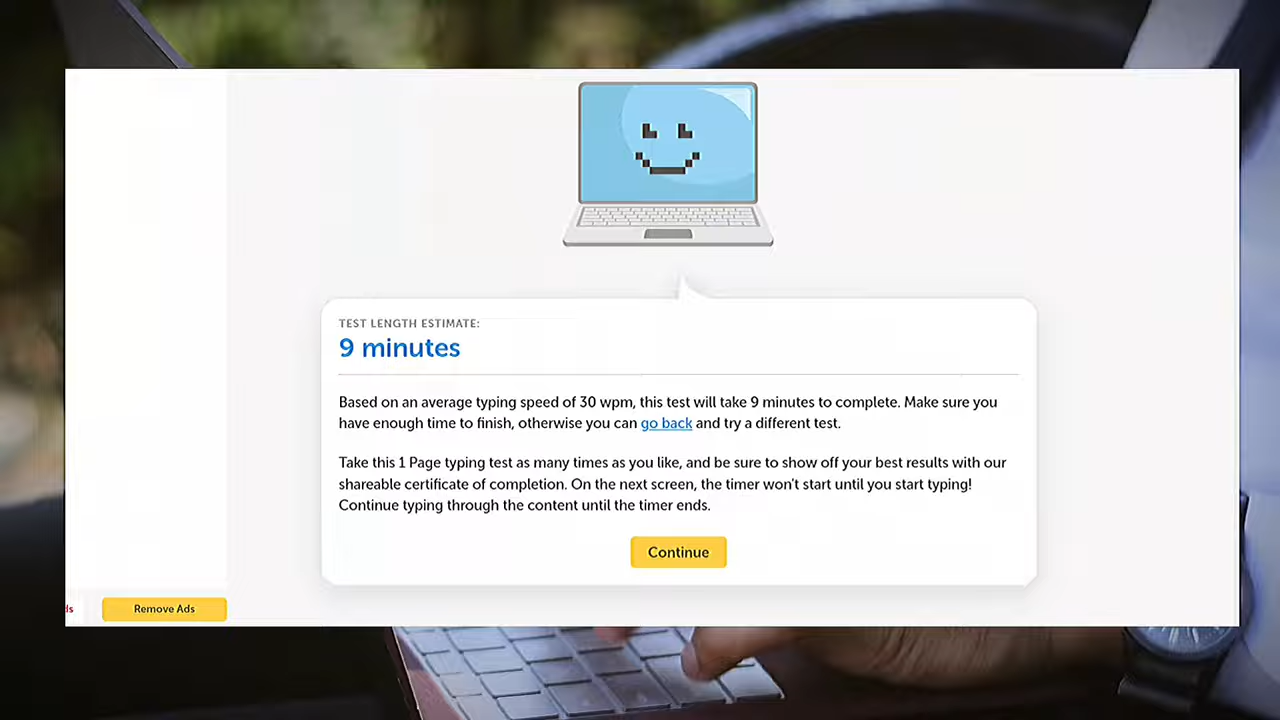 TEST LENGTH ESTIMATE:
9 minutes
Based on an average typing speed of 30 wpm, this test will take 9 minutes to complete. Make sure you
have enough time to finish, otherwise you can go back and try a different test.
Take this 1 Page typing test as many times as you like, and be sure to show off your best results with our
shareable certificate of completion. On the next screen, the timer won't start until you start typing!
Continue typing through the content until the timer ends.
Continue
Remove Ads